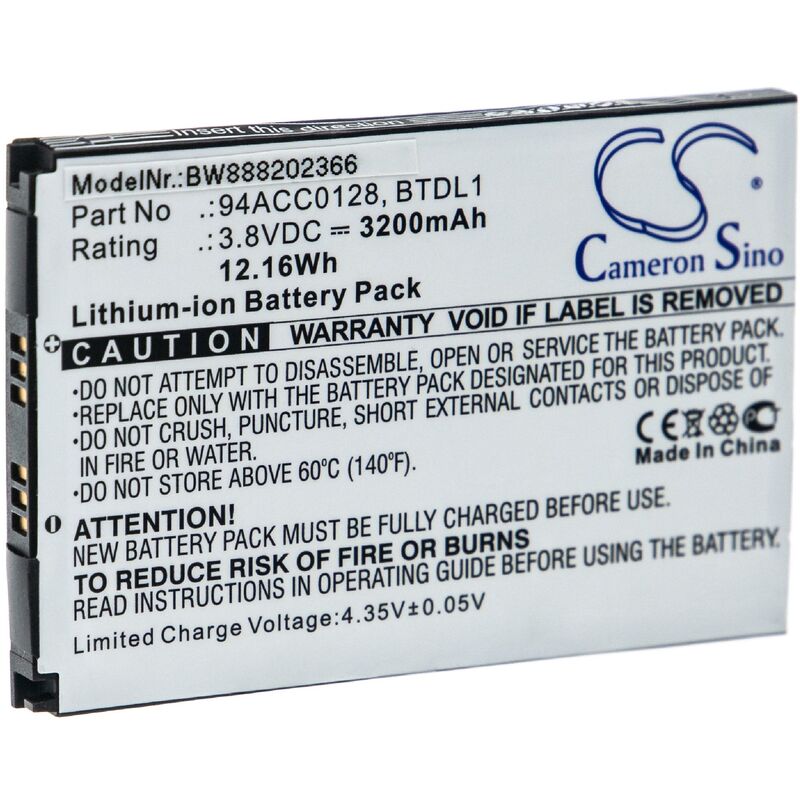 Insert this direction
ModelNr.:BW888202366
Part No .:94ACC0128, BTDL1
Rating .:3.8VDC ⎓ 3200mAh
12.16Wh
Lithium-ion Battery Pack
CS
Cameron Sino
CAUTION WARRANTY VOID IF LABEL IS REMOVED
•DO NOT ATTEMPT TO DISASSEMBLE, OPEN OR SERVICE THE BATTERY PACK.
•REPLACE ONLY WITH THE BATTERY PACK DESIGNATED FOR THIS PRODUCT.
•DO NOT CRUSH, PUNCTURE, SHORT EXTERNAL CONTACTS OR DISPOSE
IN FIRE OR WATER.
•DO NOT STORE ABOVE 60°C (140°F).
CE
Made In China
ATTENTION!
NEW BATTERY PACK MUST BE FULLY CHARGED BEFORE USE.
TO REDUCE RISK OF FIRE OR BURNS
PLEASE READ THE OPERATING GUIDE BEFORE USING THE BATTERY.
Limited Charge Voltage:4.35V±0.05V